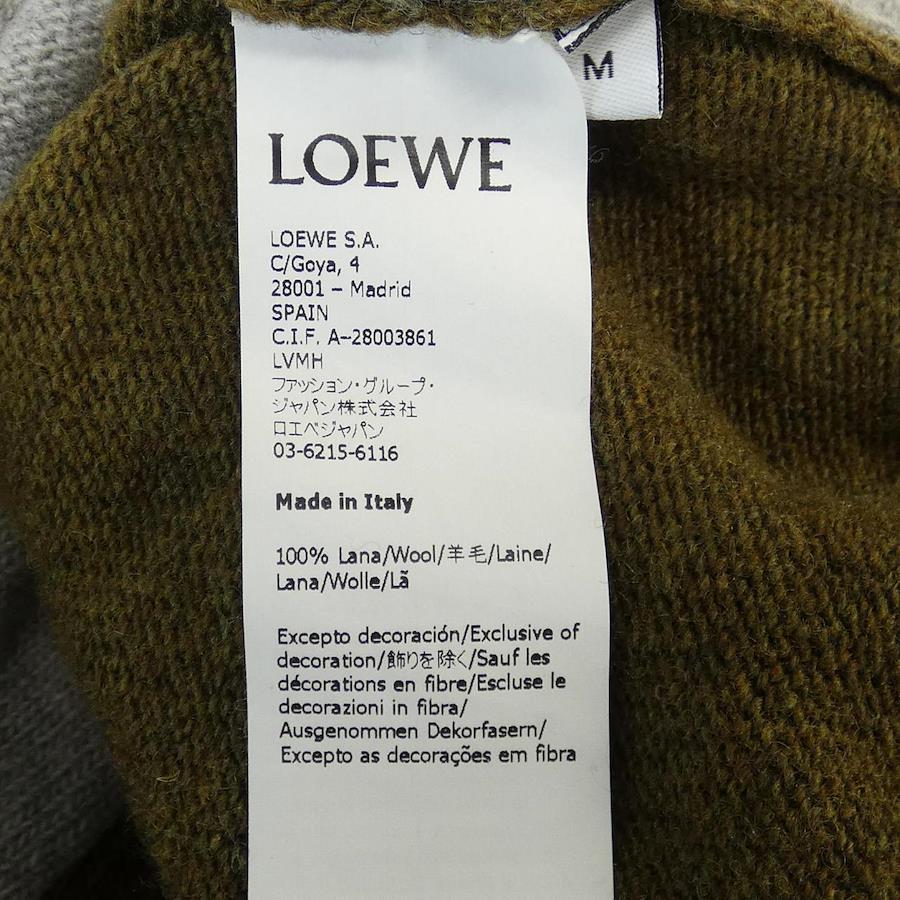 M
LOEWE
LOEWE S.A.
C/Goya, 4
28001 – Madrid
SPAIN
C.I.F. A–28003861
LVMH
ファッション・グループ・
ジャパン株式会社
ロエベジャパン
03-6215-6116
Made in Italy
100% Lana/Wool/羊毛/Laine/
Lana/Wolle/Lã
Excepto decoración/Exclusive of
decoration/飾りを除く/Sauf les
décorations en fibre/Escluse le
decorazioni in fibra/
Ausgenommen Dekorfasern/
Excepto as decorações em fibra